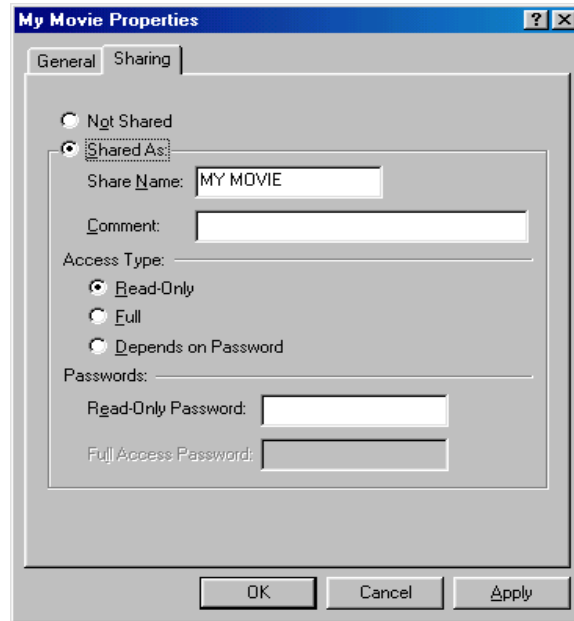 My Movie Properties
General Sharing
Not Shared
Shared As:
Share Name: MY MOVIE
Comment:
Access Type:
Read-Only
Full
Depends on Password
Passwords:
Read-Only Password:
Full Access Password:
OK Cancel Apply